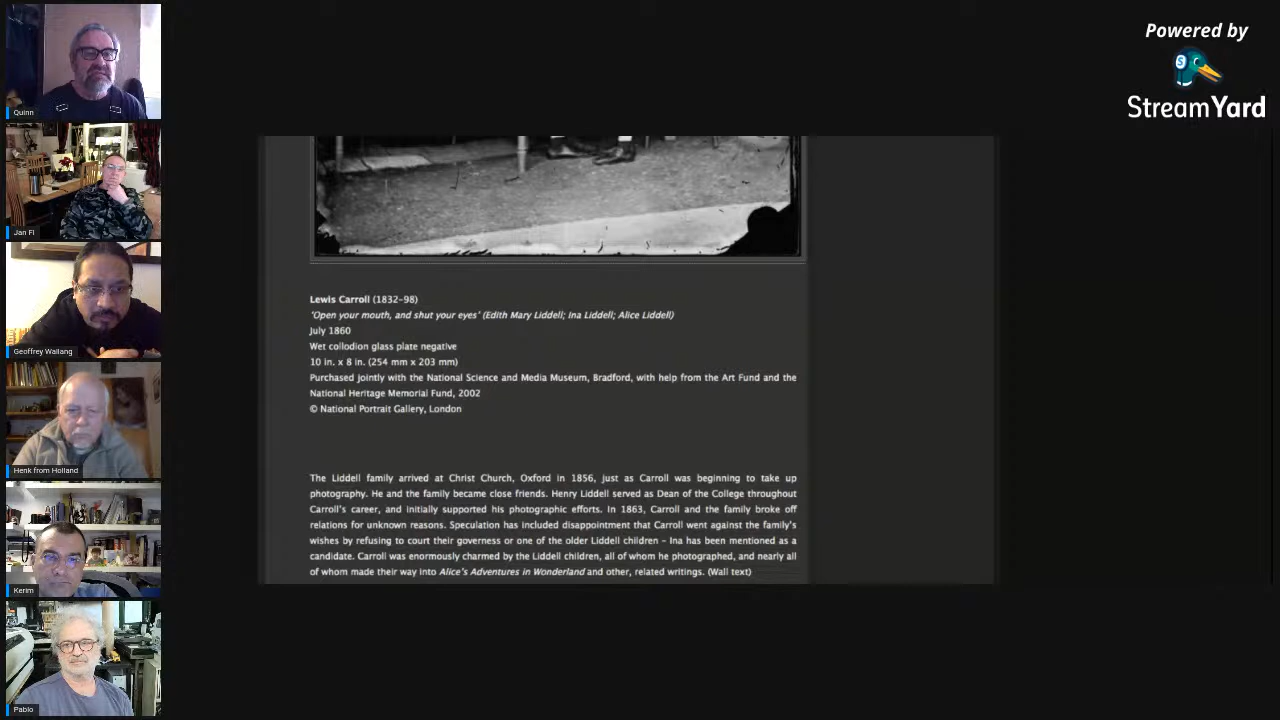 Powered by
StreamYard
Quinn
Jan Fi
Geoffrey Wallang
Henk from Holland
Kerim
Pablo
Lewis Carroll (1832–98)
'Open your mouth, and shut your eyes' (Edith Mary Liddell; Ina Liddell; Alice Liddell)
July 1860
Wet collodion glass plate negative
10 in. x 8 in. (254 mm x 203 mm)
Purchased jointly with the National Science and Media Museum, Bradford, with help from the Art Fund and the
National Heritage Memorial Fund, 2002
© National Portrait Gallery, London
The Liddell family arrived at Christ Church, Oxford in 1856, just as Carroll was beginning to take up
photography. He and the family became close friends. Henry Liddell served as Dean of the College throughout
Carroll's career, and initially supported his photographic efforts. In 1863, Carroll and the family broke off
relations for unknown reasons. Speculation has included disappointment that Carroll went against the family's
wishes by refusing to court their governess or one of the older Liddell children – Ina has been mentioned as a
candidate. Carroll was enormously charmed by the Liddell children, all of whom he photographed, and nearly all
of whom made their way into Alice's Adventures in Wonderland and other, related writings. (Wall text)